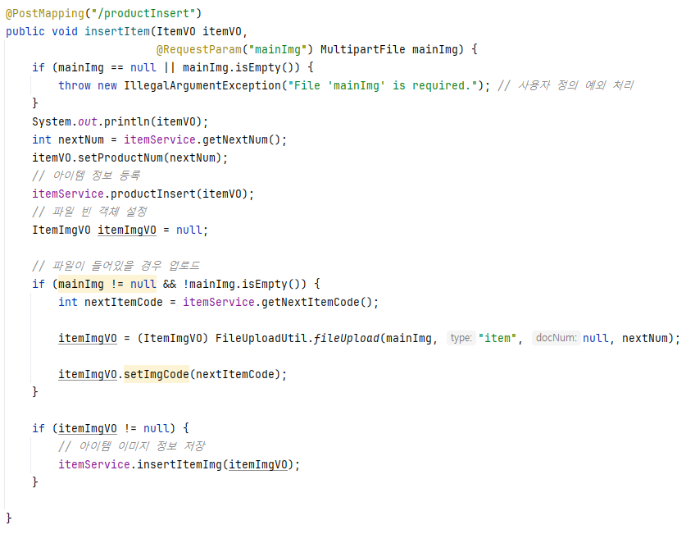 @PostMapping("/productInsert")
public void insertItem(ItemVO itemVO,
                       @RequestParam("mainImg") MultipartFile mainImg) {
    if (mainImg == null || mainImg.isEmpty()) {
        throw new IllegalArgumentException("File 'mainImg' is required."); // 사용자 정의 예외 처리
    }
    System.out.println(itemVO);
    int nextNum = itemService.getNextNum();
    itemVO.setProductNum(nextNum);
    // 아이템 정보 등록
    itemService.productInsert(itemVO);
    // 파일 빈 객체 설정
    ItemImgVO itemImgVO = null;

    // 파일이 들어있을 경우 업로드
    if (mainImg != null && !mainImg.isEmpty()) {
        int nextItemCode = itemService.getNextItemCode();

        itemImgVO = (ItemImgVO) FileUploadUtil.fileUpload(mainImg, type: "item", docNum: null, nextNum);

        itemImgVO.setImgCode(nextItemCode);
    }

    if (itemImgVO != null) {
        // 아이템 이미지 정보 저장
        itemService.insertItemImg(itemImgVO);
    }

}